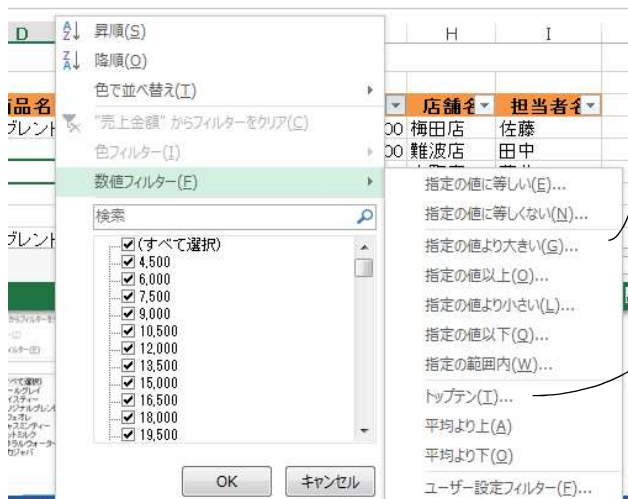 D
H
I
品名
店舗名
担当者名
ブレント
00 梅田店 佐藤
00 難波店 田中
ブレント
昇順(S)
降順(O)
色で並べ替え(T)
"売上金額" からフィルターをクリア(C)
色フィルター(I)
数値フィルター(F)
検索
(すべて選択)
4,500
6,000
7,500
9,000
10,500
12,000
13,500
15,000
16,500
18,000
19,500
OK
キャンセル
指定の値に等しい(E)...
指定の値に等しくない(N)...
指定の値より大きい(G)...
指定の値以上(O)...
指定の値より小さい(L)...
指定の値以下(Q)...
指定の範囲内(W)...
トップテン(T)...
平均より上(A)
平均より下(O)
ユーザー設定フィルター(F)...